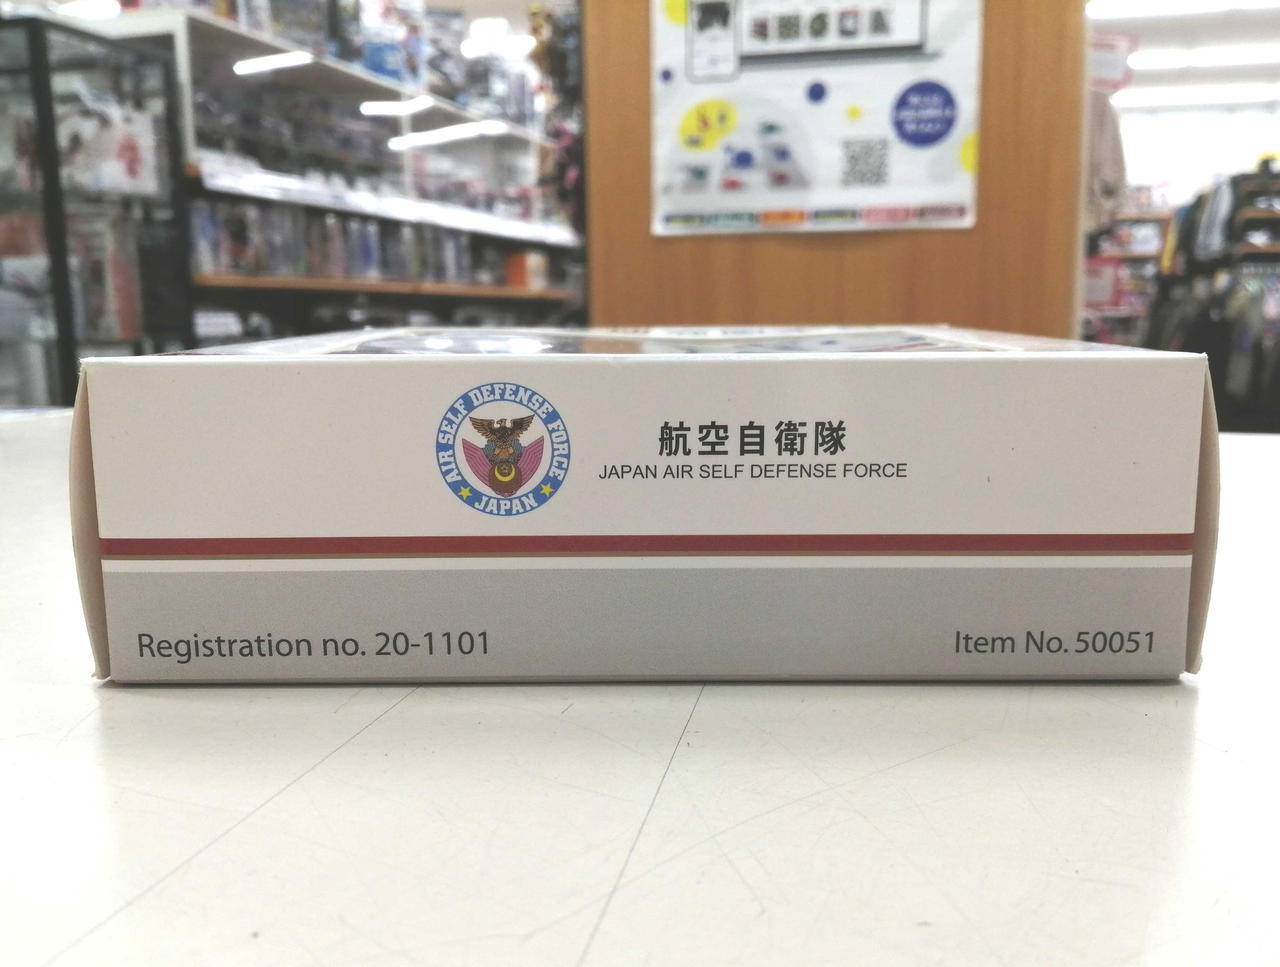 AIR SELF DEFENSE FORCE
JAPAN
航空自衛隊
JAPAN AIR SELF DEFENSE FORCE
Registration no. 20-1101
Item No. 50051